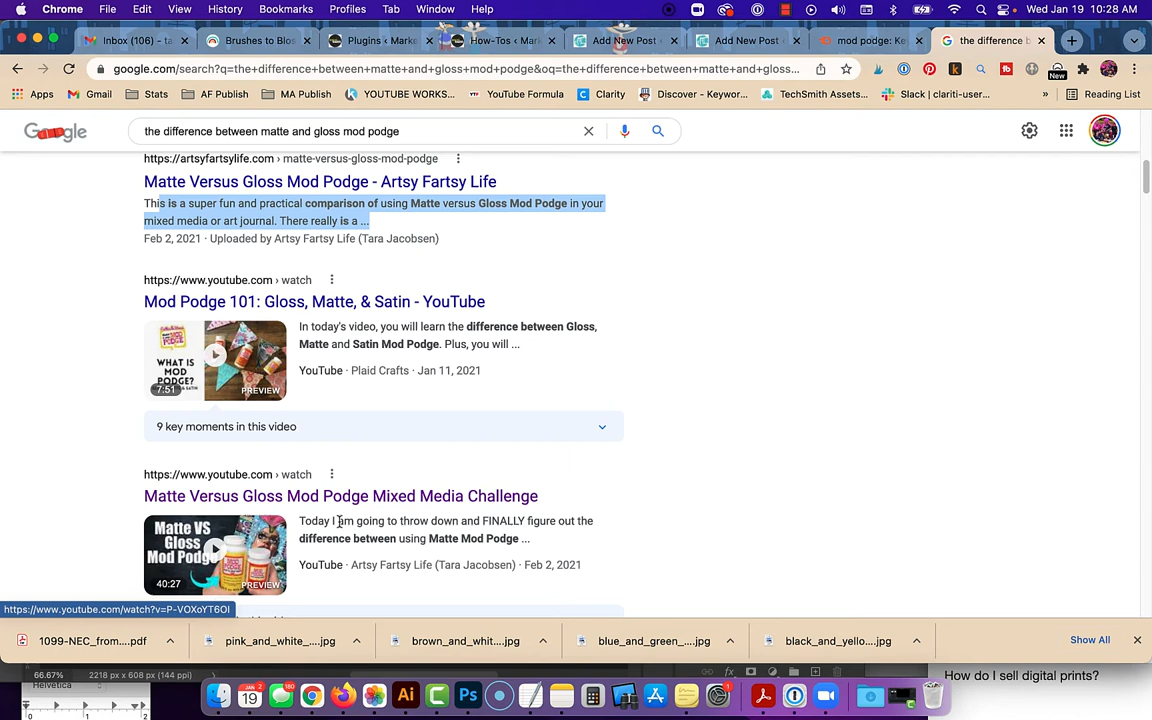 Chrome File Edit View History Bookmarks Profiles Tab Window Help Wed Jan 19 10:28 AM
Inbox (106) – ta Brushes to Blos Plugins ‹ Marke How-Tos ‹ Mark Add New Post ‹ Add New Post ‹ mod podge: Ke the difference b
google.com/search?q=the+difference+between+matte+and+gloss+mod+podge&oq=the+difference+between+matte+and+gloss...
Apps Gmail Stats AF Publish MA Publish YOUTUBE WORKS... YouTube Formula Clarity Discover - Keywor... TechSmith Assets... Slack | clariti-user... » Reading List
New
Google the difference between matte and gloss mod podge
https://artsyfartsylife.com › matte-versus-gloss-mod-podge
Matte Versus Gloss Mod Podge - Artsy Fartsy Life
This is a super fun and practical comparison of using Matte versus Gloss Mod Podge in your
mixed media or art journal. There really is a ...
Feb 2, 2021 · Uploaded by Artsy Fartsy Life (Tara Jacobsen)
https://www.youtube.com › watch
Mod Podge 101: Gloss, Matte, & Satin - YouTube
WHAT IS
MOD
PODGE?
7:51
PREVIEW
In today's video, you will learn the difference between Gloss,
Matte and Satin Mod Podge. Plus, you will ...
YouTube · Plaid Crafts · Jan 11, 2021
9 key moments in this video
https://www.youtube.com › watch
Matte Versus Gloss Mod Podge Mixed Media Challenge
Matte VS
Gloss
Mod Podge
40:27
PREVIEW
Today I am going to throw down and FINALLY figure out the
difference between using Matte Mod Podge ...
YouTube · Artsy Fartsy Life (Tara Jacobsen) · Feb 2, 2021
https://www.youtube.com/watch?v=P-VOXoYT6OI
1099-NEC_from....pdf pink_and_white_....jpg brown_and_whit....jpg blue_and_green_....jpg black_and_yello....jpg Show All
66.67% 2218 px x 608 px (144 ppi)
How do I sell digital prints?
Helvetica
0 1 2